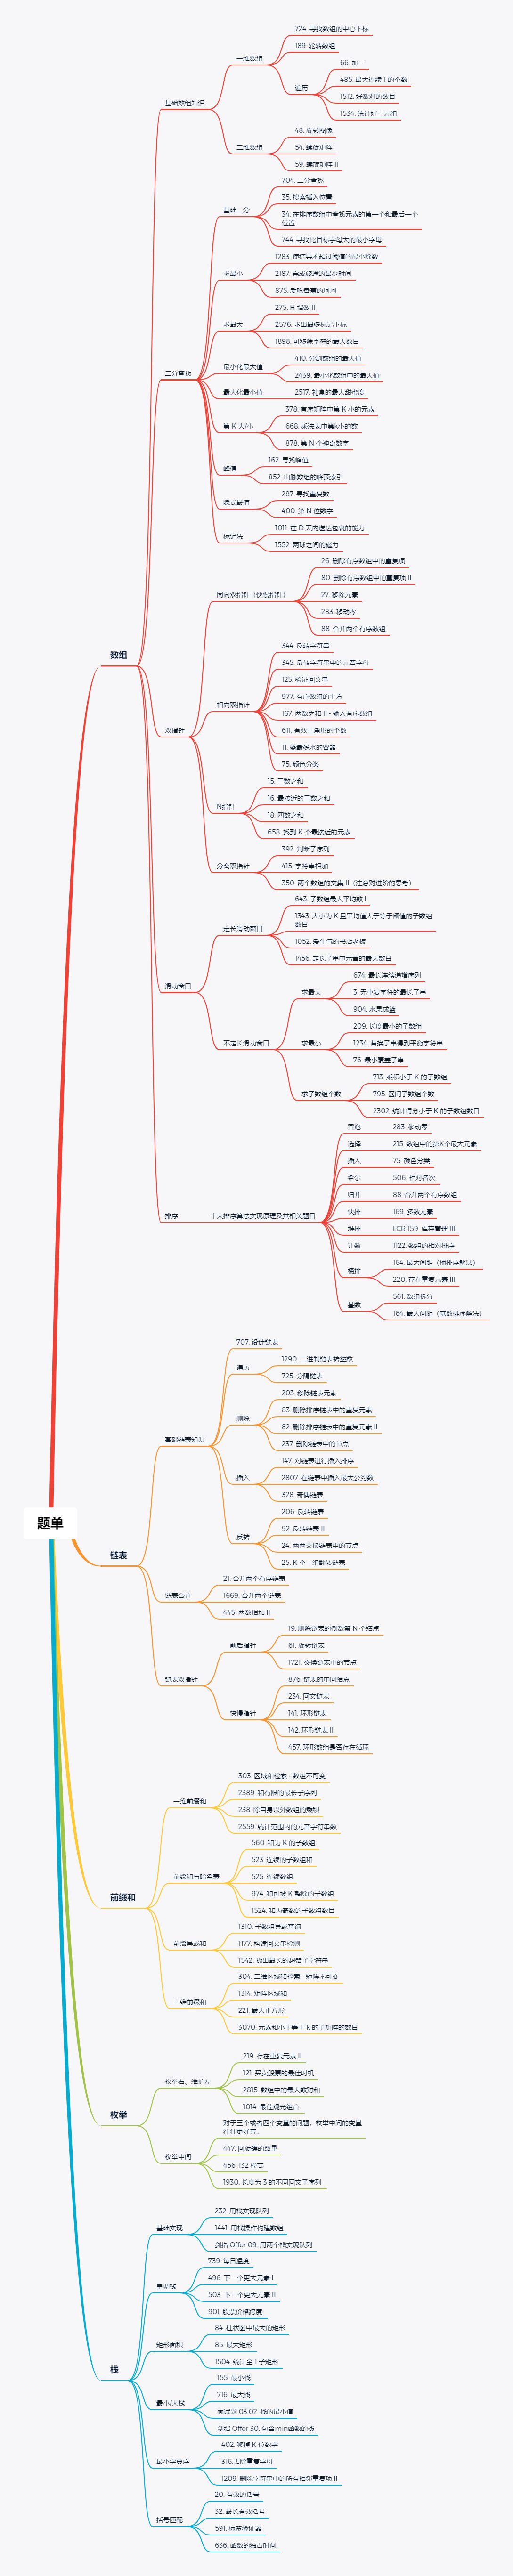 题单
数组
基础数组知识
一维数组
724. 寻找数组的中心下标
189. 轮转数组
遍历
66. 加一
485. 最大连续 1 的个数
1512. 好数对的数目
1534. 统计好三元组
二维数组
48. 旋转图像
54. 螺旋矩阵
59. 螺旋矩阵 II
二分查找
基础二分
704. 二分查找
35. 搜索插入位置
34. 在排序数组中查找元素的第一个和最后一个
位置
744. 寻找比目标字母大的最小字母
求最小
1283. 使结果不超过阈值的最小除数
2187. 完成旅途的最少时间
875. 爱吃香蕉的珂珂
求最大
275. H 指数 II
2576. 求出最多标记下标
1898. 可移除字符的最大数目
最小化最大值
410. 分割数组的最大值
2439. 最小化数组中的最大值
最大化最小值
2517. 礼盒的最大甜蜜度
第 K 大/小
378. 有序矩阵中第 K 小的元素
668. 乘法表中第k小的数
878. 第 N 个神奇数字
峰值
162. 寻找峰值
852. 山脉数组的峰顶索引
隐式最值
287. 寻找重复数
400. 第 N 位数字
标记法
1011. 在 D 天内送达包裹的能力
1552. 两球之间的磁力
双指针
同向双指针（快慢指针）
26. 删除有序数组中的重复项
80. 删除有序数组中的重复项 II
27. 移除元素
283. 移动零
88. 合并两个有序数组
相向双指针
344. 反转字符串
345. 反转字符串中的元音字母
125. 验证回文串
977. 有序数组的平方
167. 两数之和 II - 输入有序数组
611. 有效三角形的个数
11. 盛最多水的容器
75. 颜色分类
N指针
15. 三数之和
16. 最接近的三数之和
18. 四数之和
658. 找到 K 个最接近的元素
分离双指针
392. 判断子序列
415. 字符串相加
350. 两个数组的交集 II（注意对进阶的思考）
滑动窗口
定长滑动窗口
643. 子数组最大平均数 I
1343. 大小为 K 且平均值大于等于阈值的子数组
数目
1052. 爱生气的书店老板
1456. 定长子串中元音的最大数目
不定长滑动窗口
求最大
674. 最长连续递增序列
3. 无重复字符的最长子串
904. 水果成篮
求最小
209. 长度最小的子数组
1234. 替换子串得到平衡字符串
76. 最小覆盖子串
求子数组个数
713. 乘积小于 K 的子数组
795. 区间子数组个数
2302. 统计得分小于 K 的子数组数目
排序
十大排序算法实现原理及其相关题目
冒泡
283. 移动零
选择
215. 数组中的第K个最大元素
插入
75. 颜色分类
希尔
506. 相对名次
归并
88. 合并两个有序数组
快排
169. 多数元素
堆排
LCR 159. 库存管理 III
计数
1122. 数组的相对排序
桶排
164. 最大间距（桶排序解法）
220. 存在重复元素 III
基数
561. 数组拆分
164. 最大间距（基数排序解法）
链表
基础链表知识
707. 设计链表
遍历
1290. 二进制链表转整数
725. 分隔链表
删除
203. 移除链表元素
83. 删除排序链表中的重复元素
82. 删除排序链表中的重复元素 II
237. 删除链表中的节点
插入
147. 对链表进行插入排序
2807. 在链表中插入最大公约数
328. 奇偶链表
反转
206. 反转链表
92. 反转链表 II
24. 两两交换链表中的节点
25. K 个一组翻转链表
链表合并
21. 合并两个有序链表
1669. 合并两个链表
445. 两数相加 II
链表双指针
前后指针
19. 删除链表的倒数第 N 个结点
61. 旋转链表
1721. 交换链表中的节点
快慢指针
876. 链表的中间结点
234. 回文链表
141. 环形链表
142. 环形链表 II
457. 环形数组是否存在循环
前缀和
一维前缀和
303. 区域和检索 - 数组不可变
2389. 和有限的最长子序列
238. 除自身以外数组的乘积
2559. 统计范围内的元音字符串数
前缀和与哈希表
560. 和为 K 的子数组
523. 连续的子数组和
525. 连续数组
974. 和可被 K 整除的子数组
1524. 和为奇数的子数组数目
前缀异或和
1310. 子数组异或查询
1177. 构建回文串检测
1542. 找出最长的超赞子字符串
二维前缀和
304. 二维区域和检索 - 矩阵不可变
1314. 矩阵区域和
221. 最大正方形
3070. 元素和小于等于 k 的子矩阵的数目
枚举
枚举右，维护左
219. 存在重复元素 II
121. 买卖股票的最佳时机
2815. 数组中的最大数对和
1014. 最佳观光组合
枚举中间
对于三个或者四个变量的问题，枚举中间的变量
往往更好算。
447. 回旋镖的数量
456. 132 模式
1930. 长度为 3 的不同回文子序列
栈
基础实现
232. 用栈实现队列
1441. 用栈操作构建数组
剑指 Offer 09. 用两个栈实现队列
单调栈
739. 每日温度
496. 下一个更大元素 I
503. 下一个更大元素 II
901. 股票价格跨度
矩形面积
84. 柱状图中最大的矩形
85. 最大矩形
1504. 统计全 1 子矩形
最小/大栈
155. 最小栈
716. 最大栈
面试题 03.02. 栈的最小值
剑指 Offer 30. 包含min函数的栈
最小字典序
402. 移掉 K 位数字
316.去除重复字母
1209. 删除字符串中的所有相邻重复项 II
括号匹配
20. 有效的括号
32. 最长有效括号
591. 标签验证器
636. 函数的独占时间